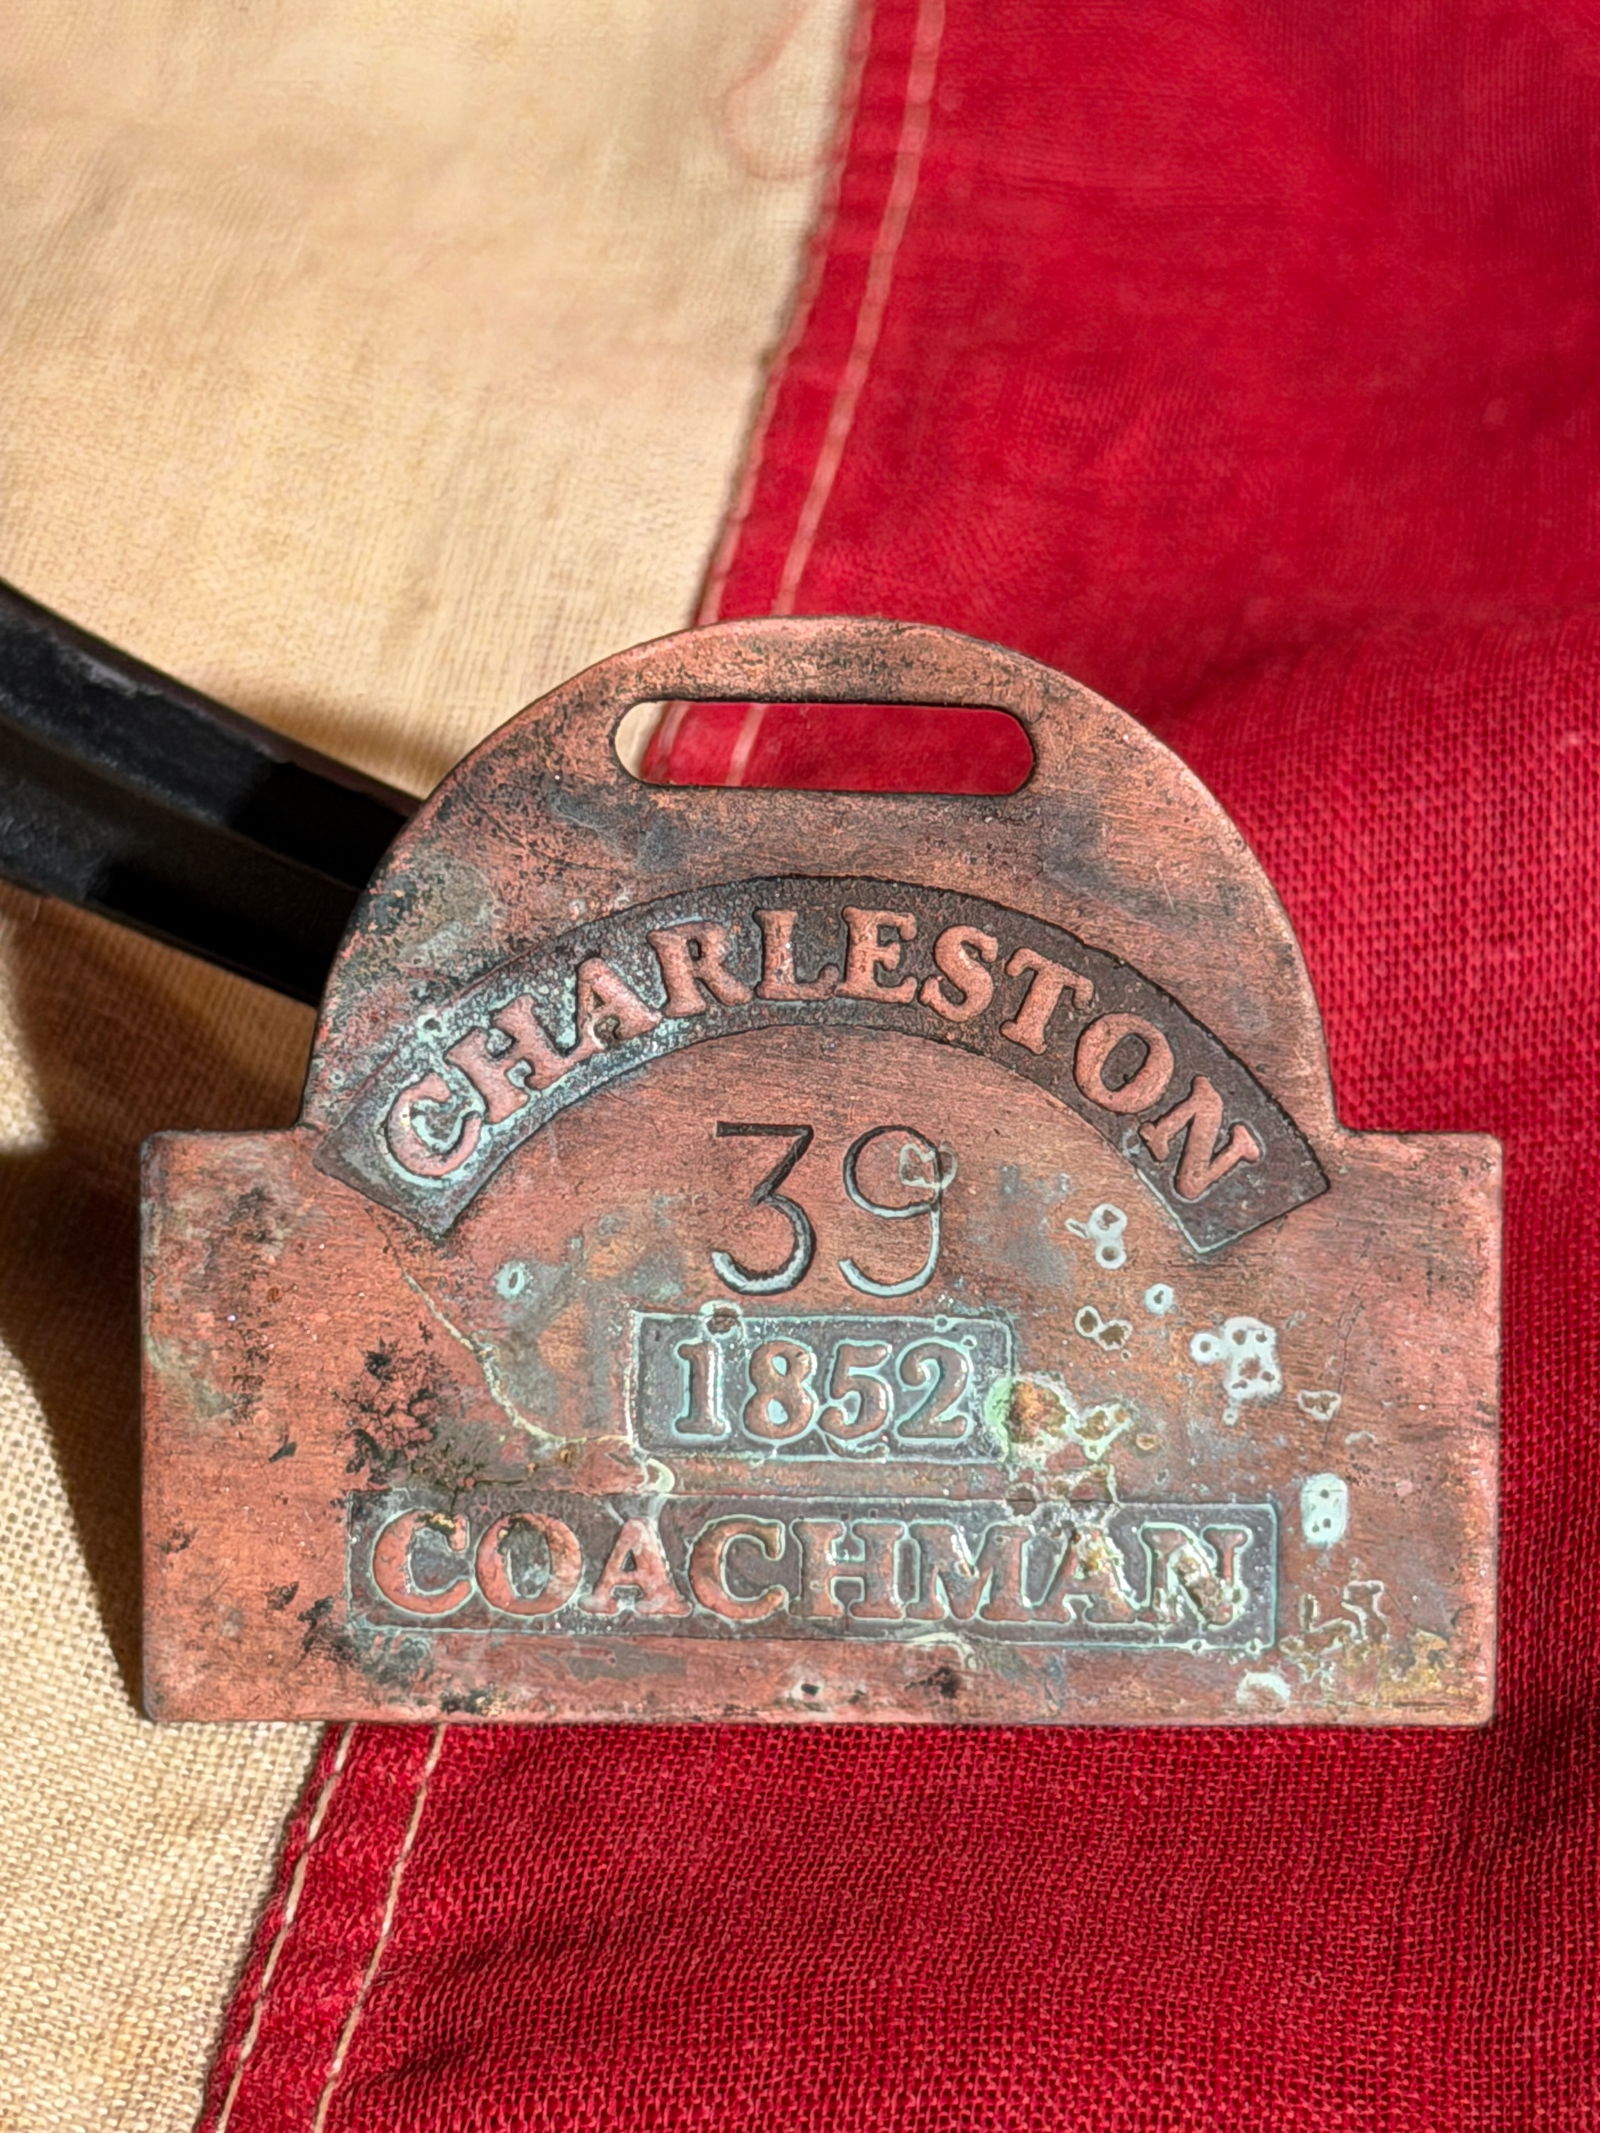 CHARLESTON
39
1852
COACHMAN